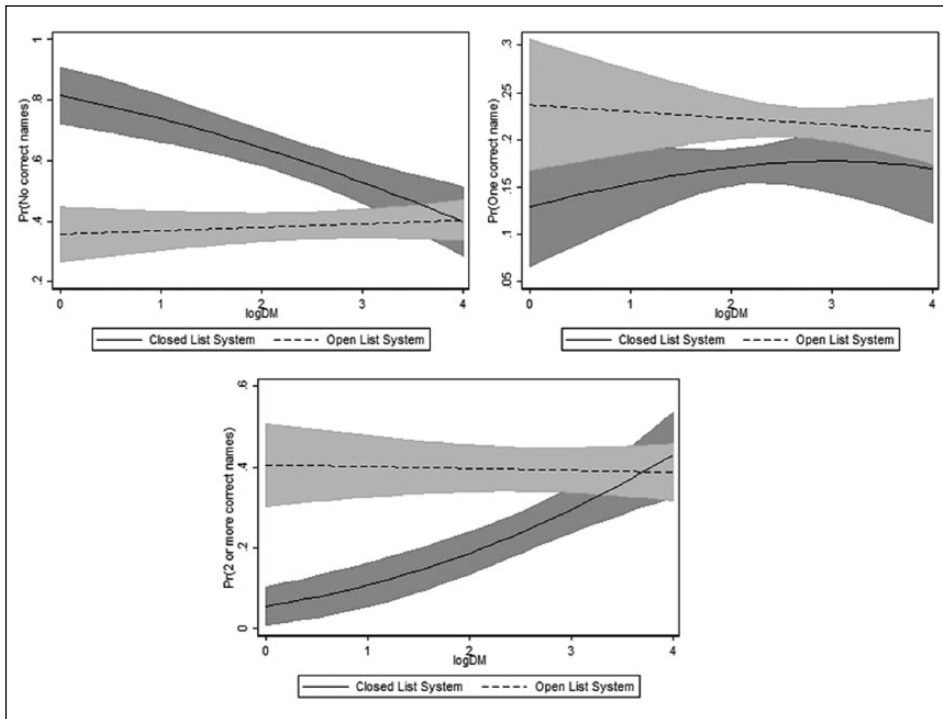 Pr(No correct names)
1
.8
.6
.4
.2
0 1 2 3 4
logDM
Closed List System Open List System
Pr(One correct name)
.3
.25
.2
.15
.1
.05
0 1 2 3 4
logDM
Closed List System Open List System
Pr(2 or more correct names)
.6
.4
.2
0
0 1 2 3 4
logDM
Closed List System Open List System